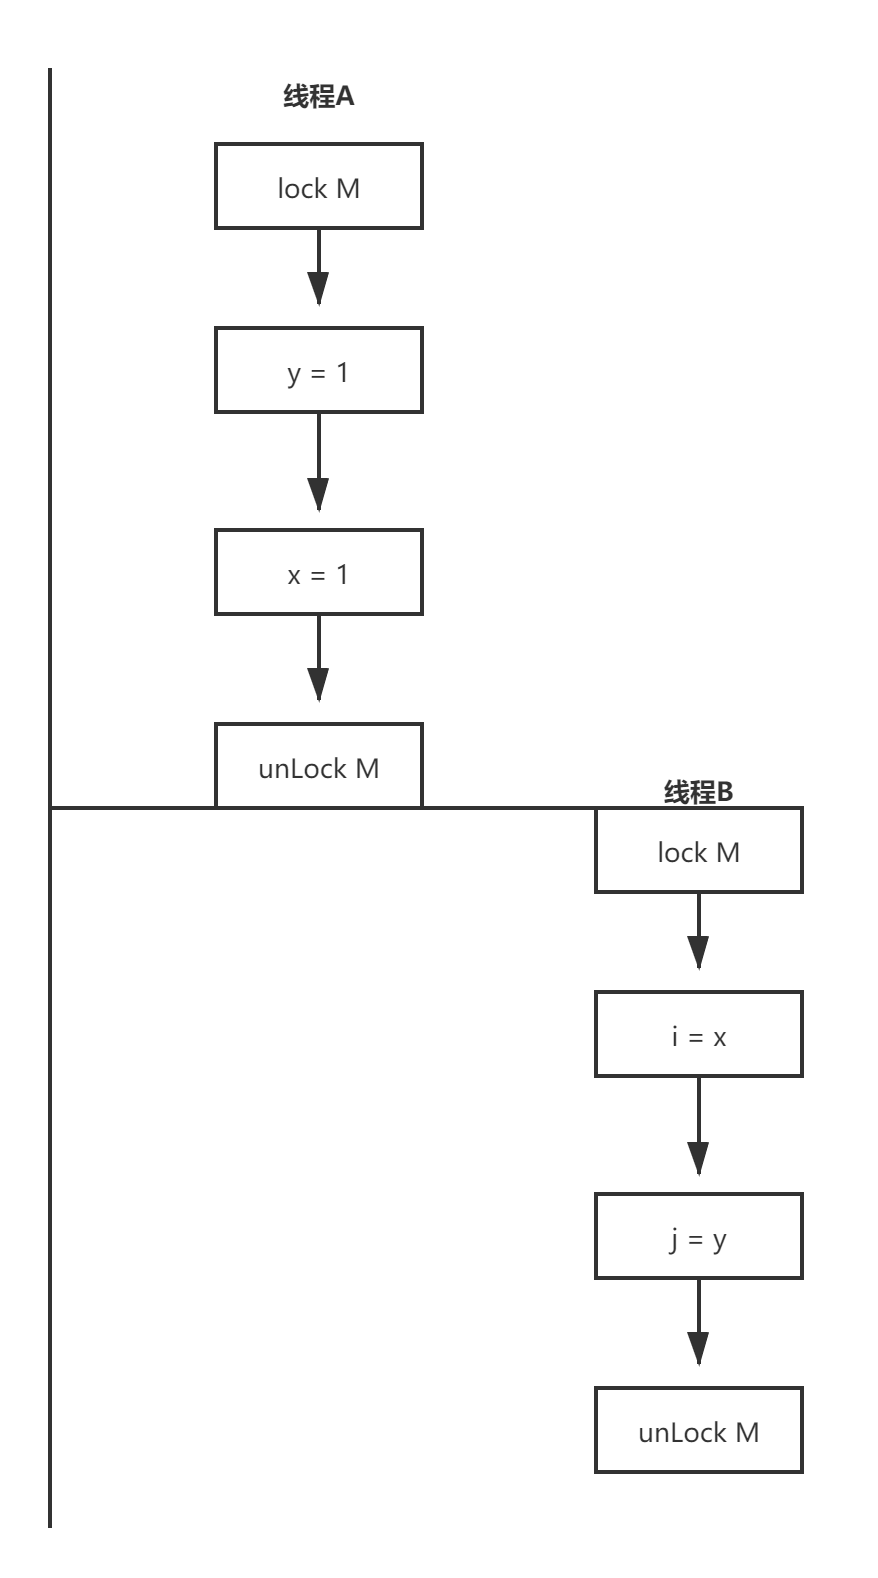 线程A
lock M
y = 1
x = 1
unLock M
线程B
lock M
i = x
j = y
unLock M